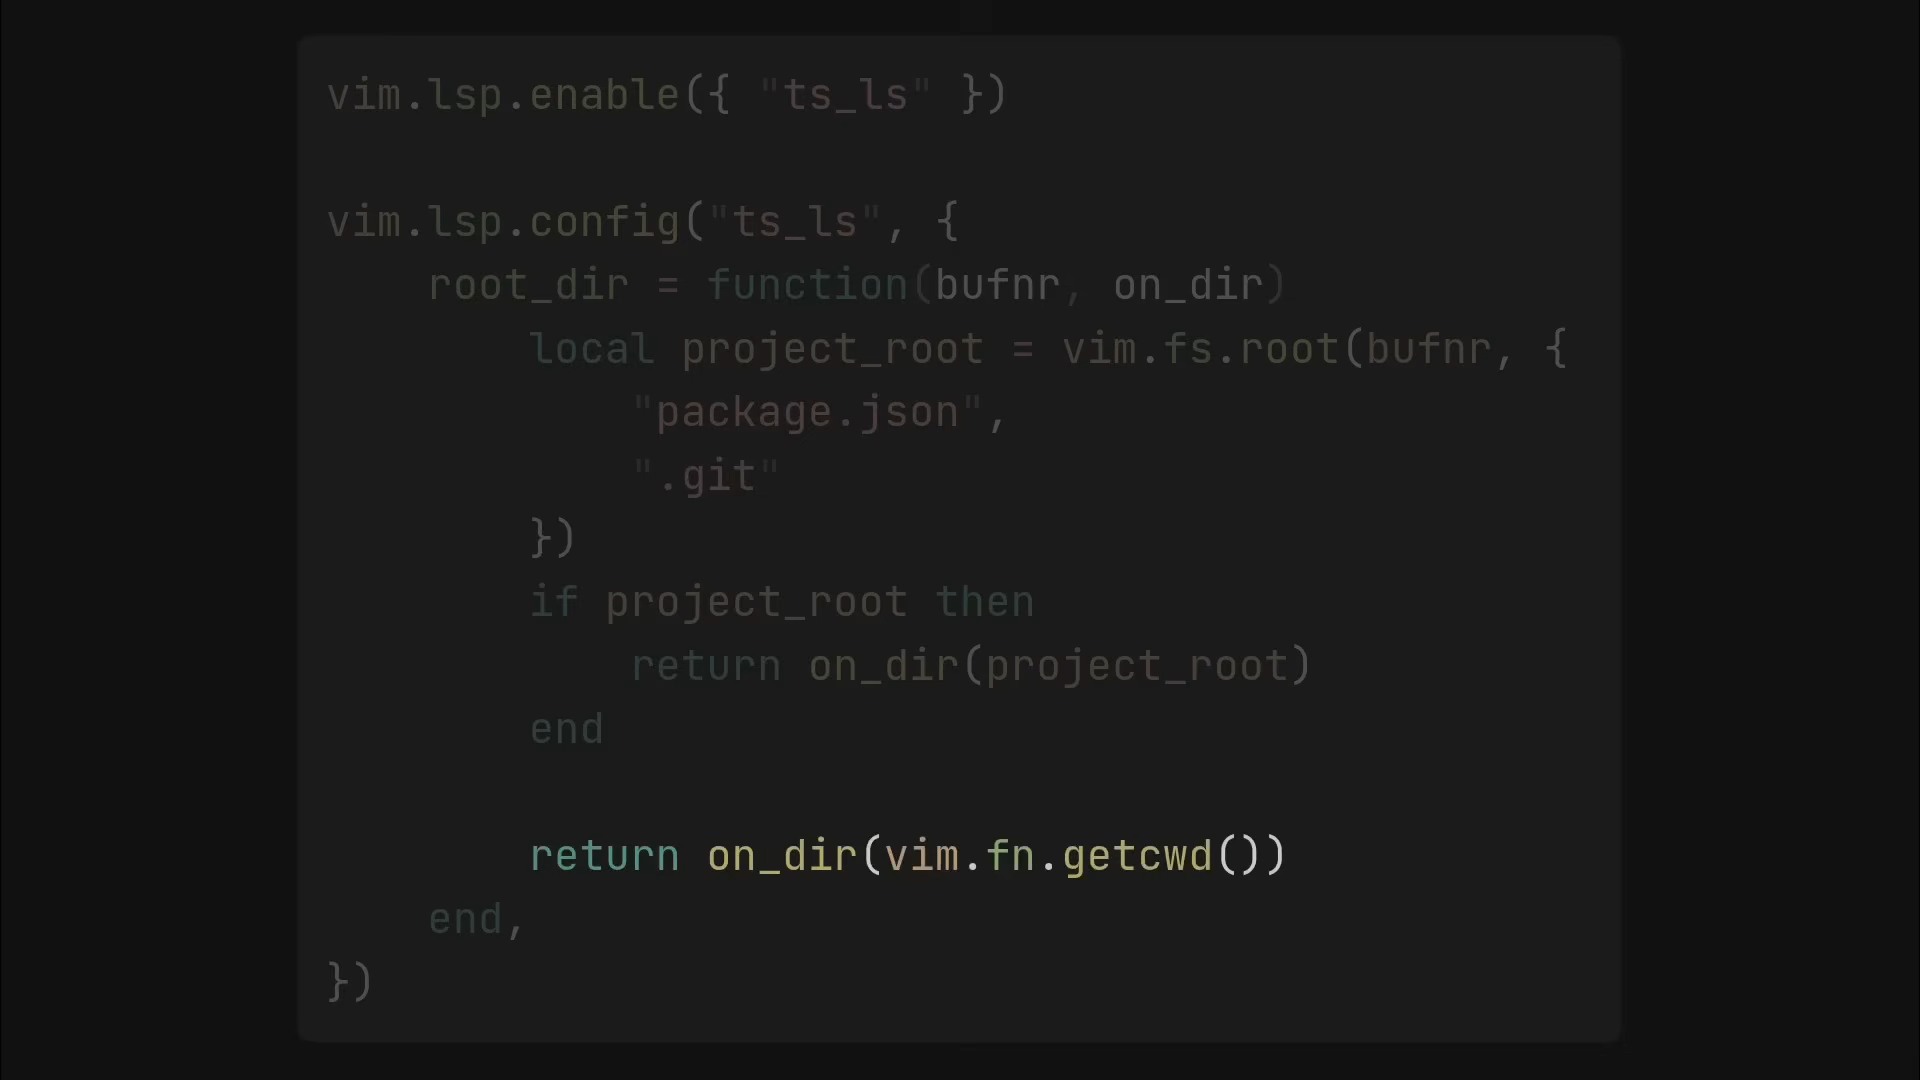 vim.lsp.enable({ "ts_ls" })
vim.lsp.config("ts_ls", {
root_dir = function(bufnr, on_dir)
local project_root = vim.fs.root(bufnr, {
"package.json",
".git"
})
if project_root then
return on_dir(project_root)
end
return on_dir(vim.fn.getcwd())
end,
})